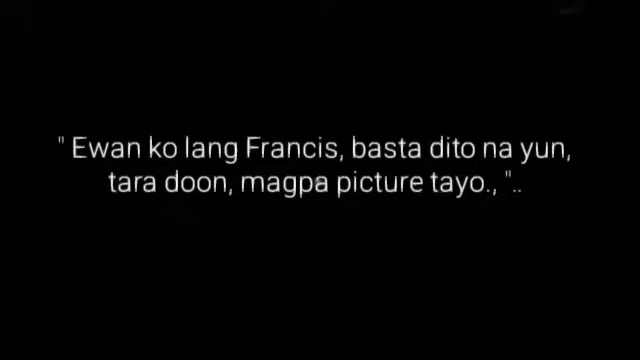 " Ewan ko lang Francis, basta dito na yun,
tara doon, magpa picture tayo., "..